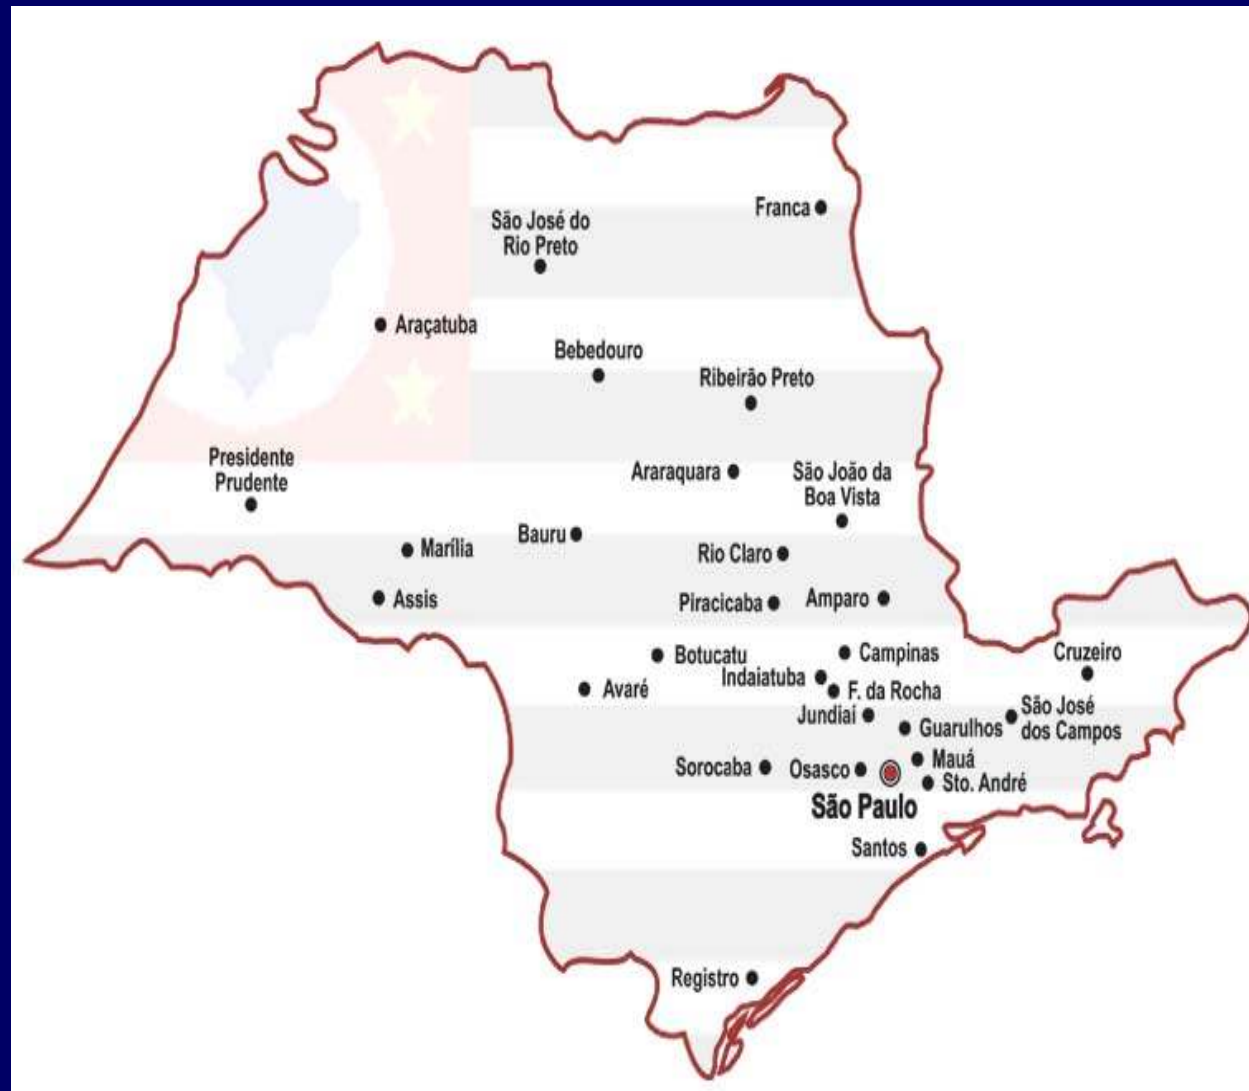 Franca
São José do
Rio Preto
Araçatuba
Bebedouro
Ribeirão Preto
Presidente
Prudente
Araraquara
São João da
Boa Vista
Bauru
Marília
Rio Claro
Assis
Piracicaba
Amparo
Botucatu
Campinas
Cruzeiro
Indaiatuba
Avaré
F. da Rocha
Jundiaí
São José
dos Campos
Guarulhos
Sorocaba
Osasco
Mauá
Sto. André
São Paulo
Santos
Registro